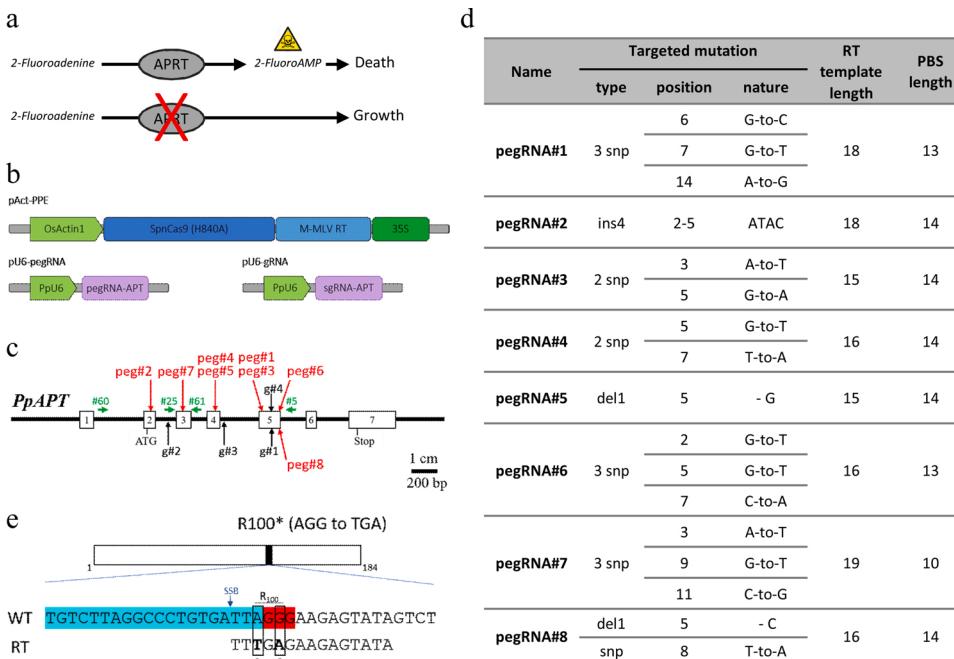 a
2-Fluoroadenine APRT 2-FluoroAMP Death
2-Fluoroadenine APRT Growth
b
pAct-PPE
OsActin1 SpnCas9 (H840A) M-MLV RT 35S
pU6-pegRNA pU6-gRNA
PpU6 pegRNA-APT PpU6 sgRNA-APT
c
peg#4 peg#1
peg#2 peg#7 peg#5 peg#3 peg#6
g#4
#60 #25 #61 #5
PpAPT
1 2 3 4 5 6 7
ATG Stop
g#2 g#3 g#1
peg#8
1 cm
200 bp
d
Name Targeted mutation RT template length PBS length
type position nature
pegRNA#1 3 snp 6 G-to-C 18 13
7 G-to-T
14 A-to-G
pegRNA#2 ins4 2-5 ATAC 18 14
pegRNA#3 2 snp 3 A-to-T 15 14
5 G-to-A
pegRNA#4 2 snp 5 G-to-T 16 14
7 T-to-A
pegRNA#5 del1 5 - G 15 14
pegRNA#6 3 snp 2 G-to-T 16 13
5 G-to-T
7 C-to-A
pegRNA#7 3 snp 3 A-to-T 19 10
9 G-to-T
11 C-to-G
pegRNA#8 del1 5 - C 16 14
snp 8 T-to-A
e
R100* (AGG to TGA)
1 184
SSB R100
WT TGTCTTAGGCCCTGTGATTAGGGAAGAGTATAGTCT
RT TTTGAGAAGAGTATA